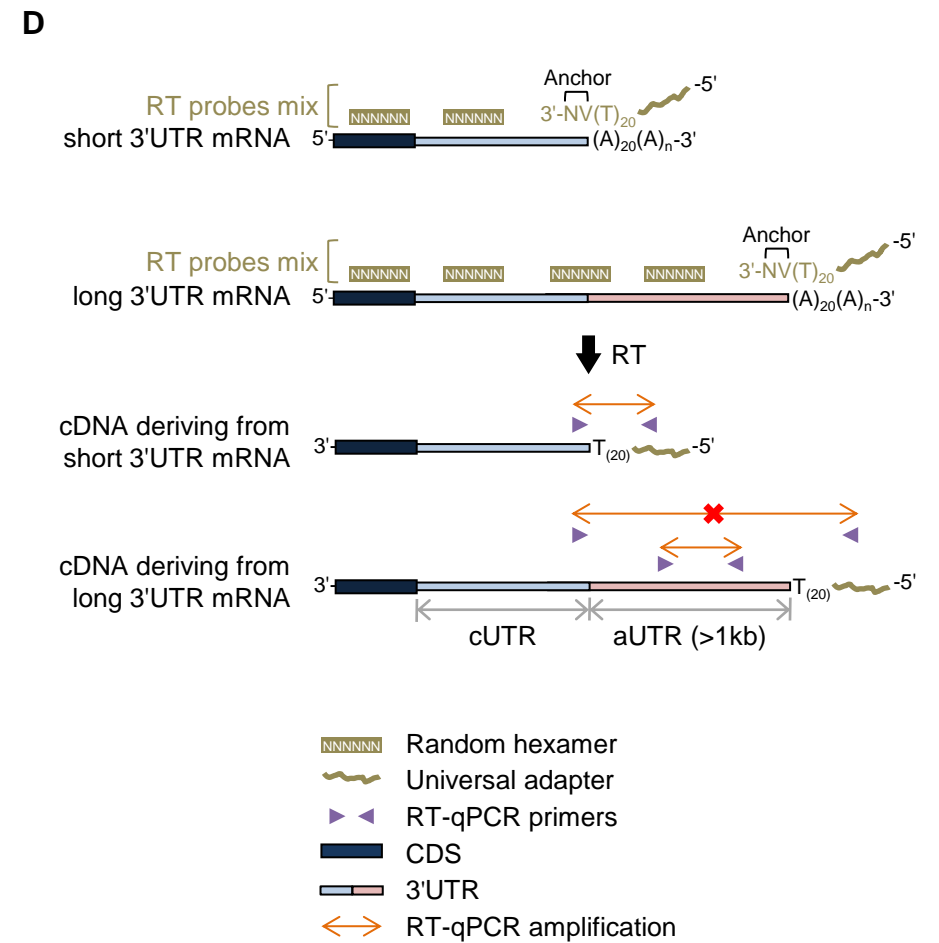 D
Anchor
-5'
RT probes mix
NNNNNN NNNNNN 3'-NV(T)20
short 3'UTR mRNA 5'- (A)20(A)n-3'
Anchor
-5'
RT probes mix
NNNNNN NNNNNN NNNNNN NNNNNN 3'-NV(T)20
long 3'UTR mRNA 5'- (A)20(A)n-3'
RT
cDNA deriving from
short 3'UTR mRNA 3'- T(20) -5'
cDNA deriving from
long 3'UTR mRNA 3'- T(20) -5'
cUTR aUTR (>1kb)
NNNNNN Random hexamer
Universal adapter
RT-qPCR primers
CDS
3'UTR
RT-qPCR amplification